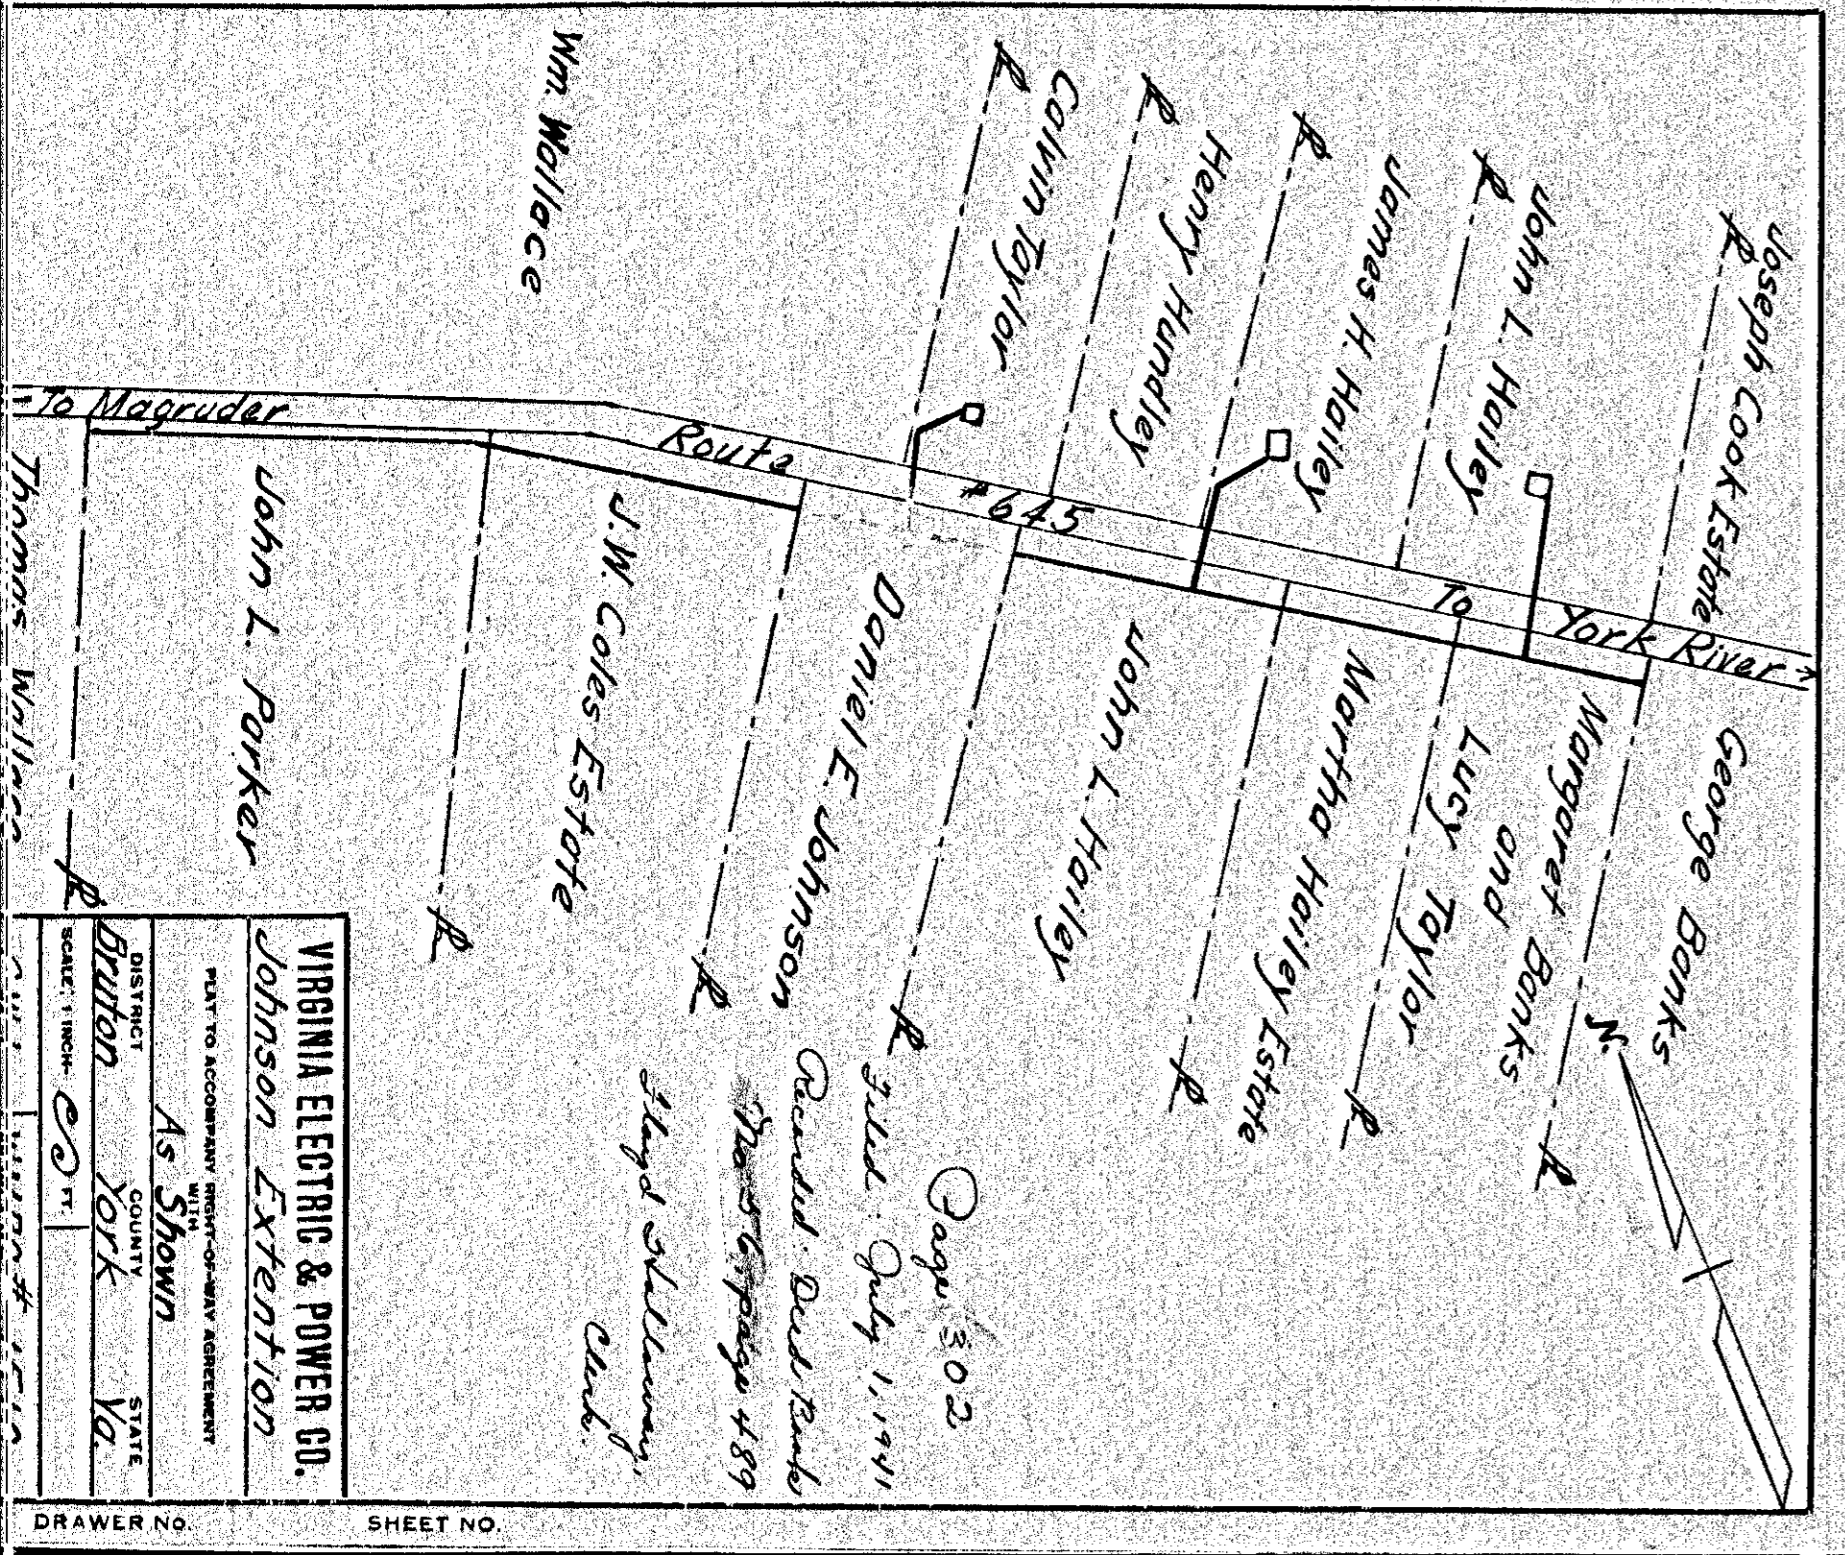 Joseph Cook Estate
John L. Hailey
James H. Hailey
Henry Hundley
Calvin Taylor
Wm. Wallace
To Magruder
Route
#645
To
York River
George Banks
Margaret Banks
and
Lucy Taylor
Martha Hailey Estate
John L. Hailey
Daniel E. Johnson
J.W. Coles Estate
John L. Parker
Thomas Wallace
N.
Page 302
Filed: July 1, 1941
Recorded: Deed Book
No 56, page 489
Floyd Holloway,
Clerk.
VIRGINIA ELECTRIC & POWER CO.
Johnson Extention
PLAT TO ACCOMPANY RIGHT-OF-WAY AGREEMENT
WITH
As Shown
DISTRICT COUNTY STATE
Bruton York Va.
SCALE: 1 INCH FT
DRAWER NO. SHEET NO.